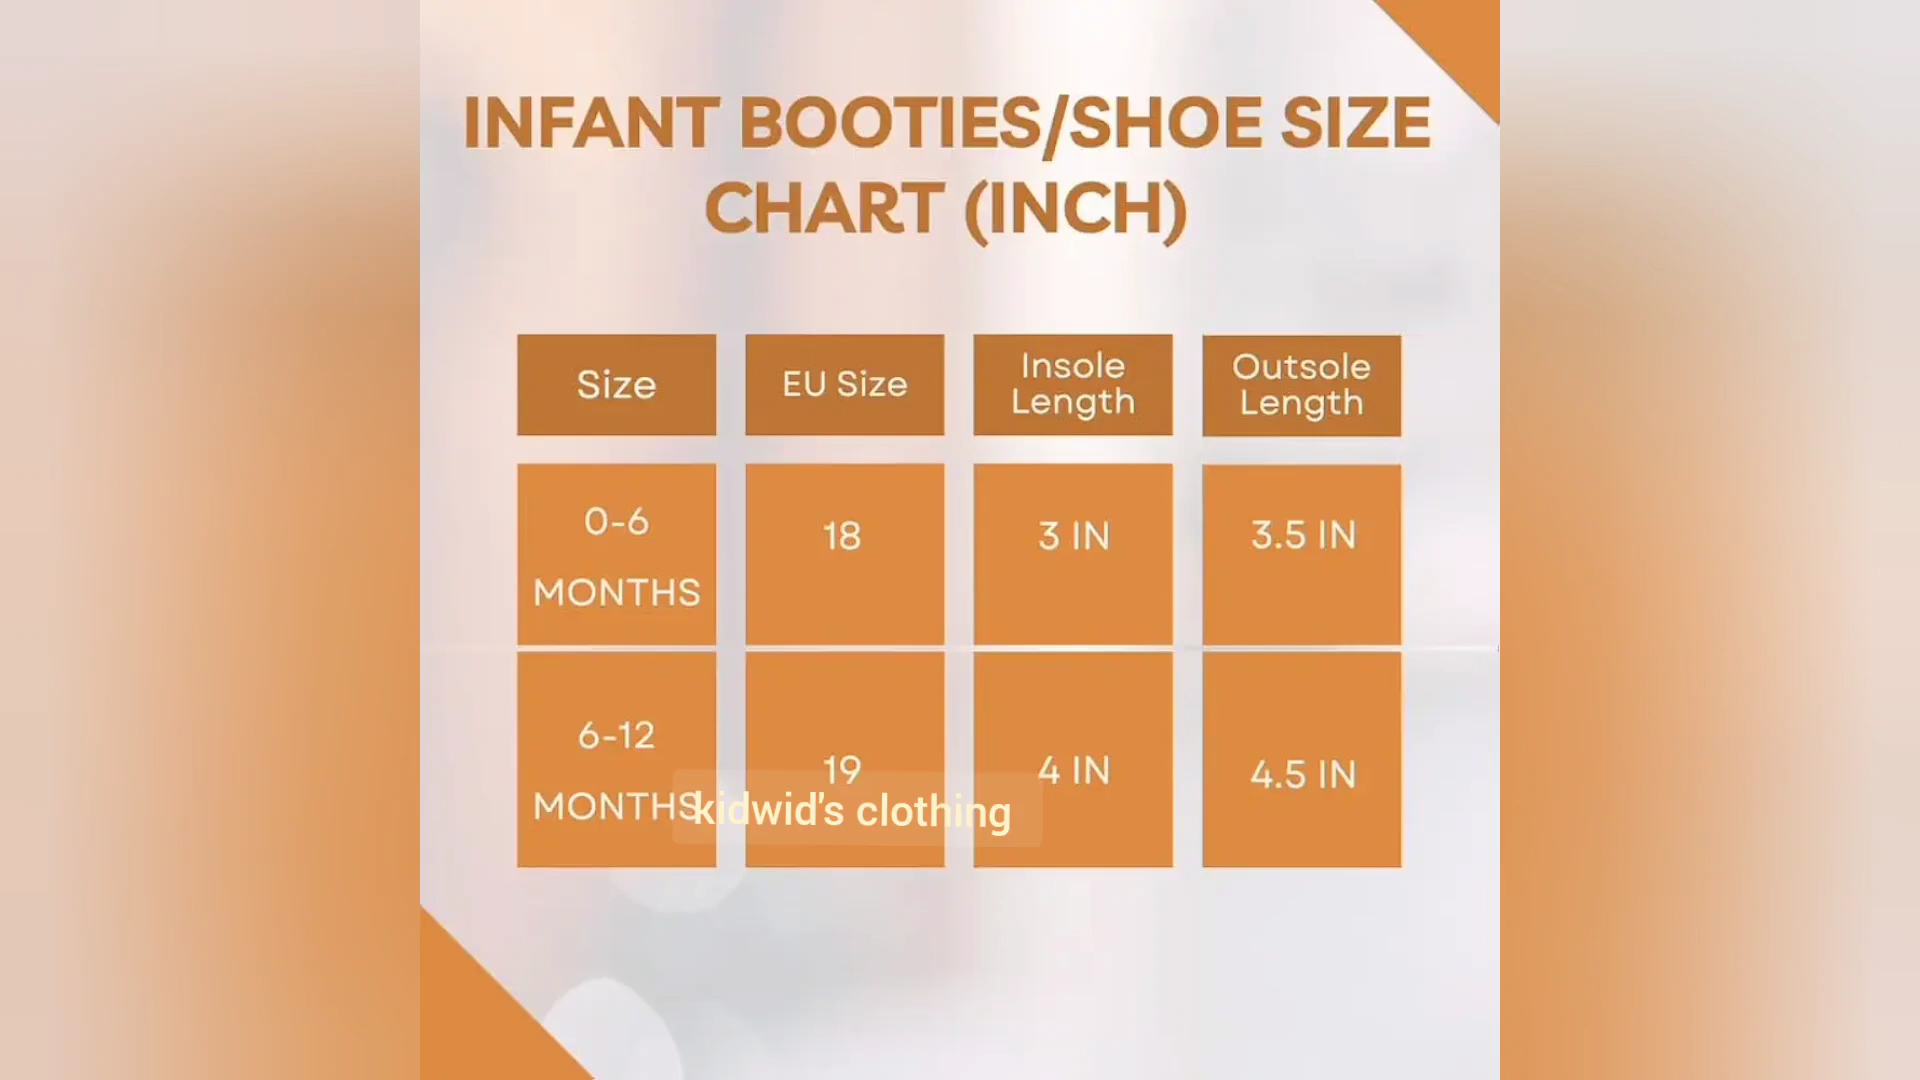 INFANT BOOTIES/SHOE SIZE
CHART (INCH)
Size
EU Size
Insole
Length
Outsole
Length
0-6
MONTHS
18
3 IN
3.5 IN
6-12
MONTHS
19
4 IN
4.5 IN
kidwid's clothing